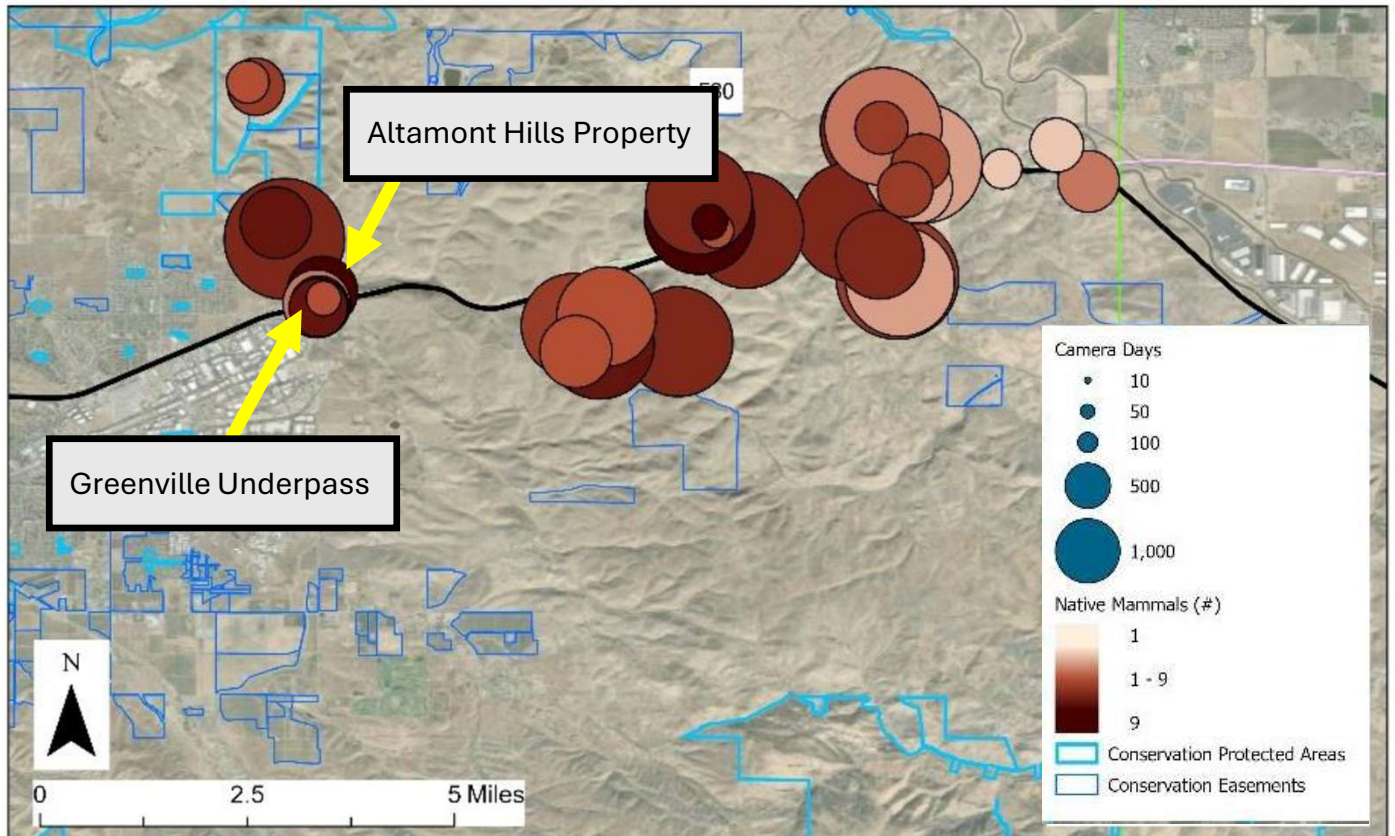 Altamont Hills Property
Greenville Underpass
Camera Days
10
50
100
500
1,000
Native Mammals (#)
1
1 - 9
9
Conservation Protected Areas
Conservation Easements
N
0 2.5 5 Miles